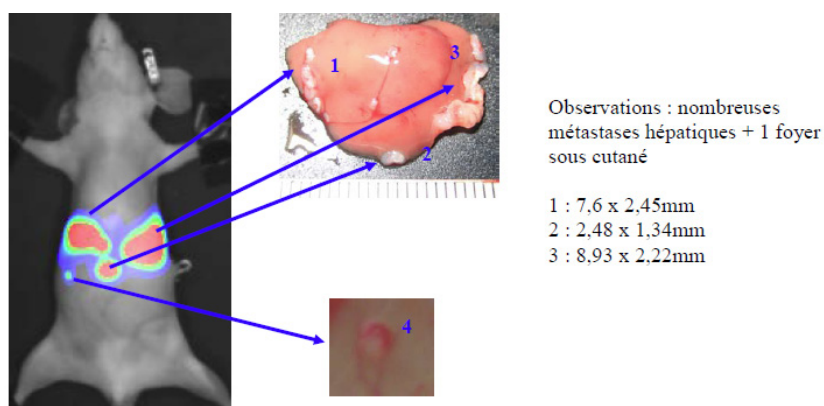 1
3
2
4
Observations : nombreuses
métastases hépatiques + 1 foyer
sous cutané
1 : 7,6 x 2,45mm
2 : 2,48 x 1,34mm
3 : 8,93 x 2,22mm